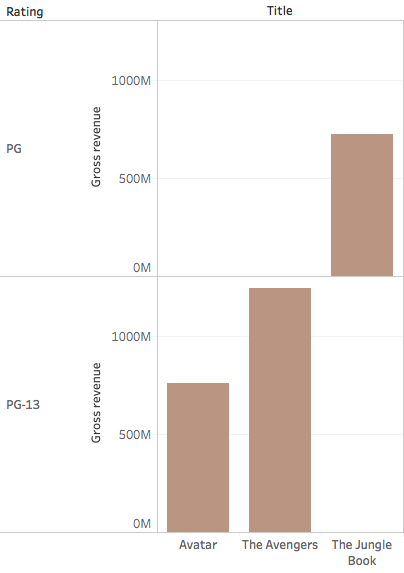 Rating
Title
PG
Gross revenue
1000M
500M
0M
PG-13
Gross revenue
1000M
500M
0M
Avatar
The Avengers
The Jungle
Book